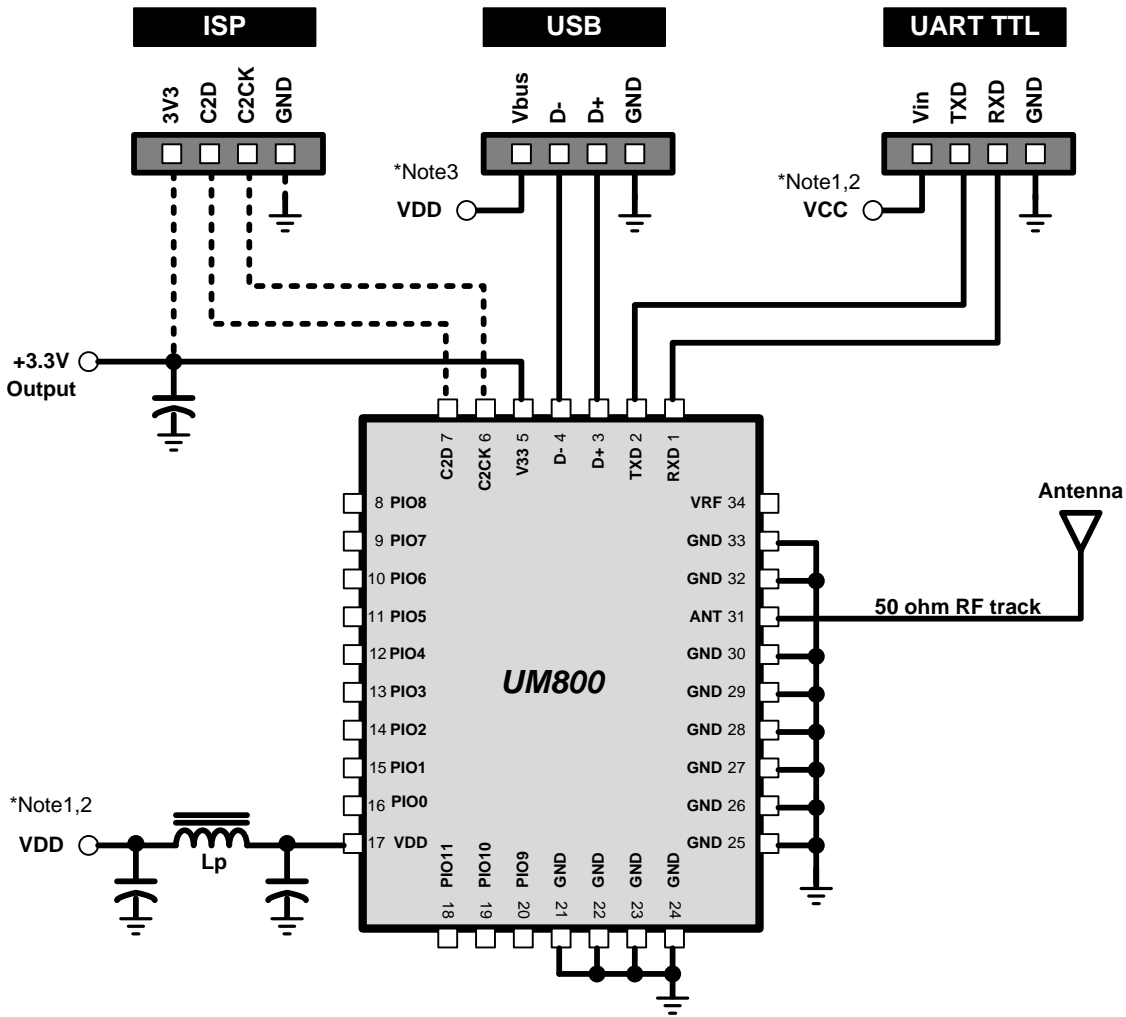 ISP
USB
UART TTL
3V3
C2D
C2CK
GND
Vbus
D-
D+
GND
Vin
TXD
RXD
GND
*Note3
VDD
*Note1,2
VCC
+3.3V
Output
C2D 7
C2CK 6
V33 5
D- 4
D+ 3
TXD 2
RXD 1
8 PIO8
9 PIO7
10 PIO6
11 PIO5
12 PIO4
13 PIO3
14 PIO2
15 PIO1
16 PIO0
17 VDD
UM800
VRF 34
GND 33
GND 32
ANT 31
GND 30
GND 29
GND 28
GND 27
GND 26
GND 25
50 ohm RF track
Antenna
*Note1,2
VDD
Lp
18 PIO11
19 PIO10
20 PIO9
21 GND
22 GND
23 GND
24 GND